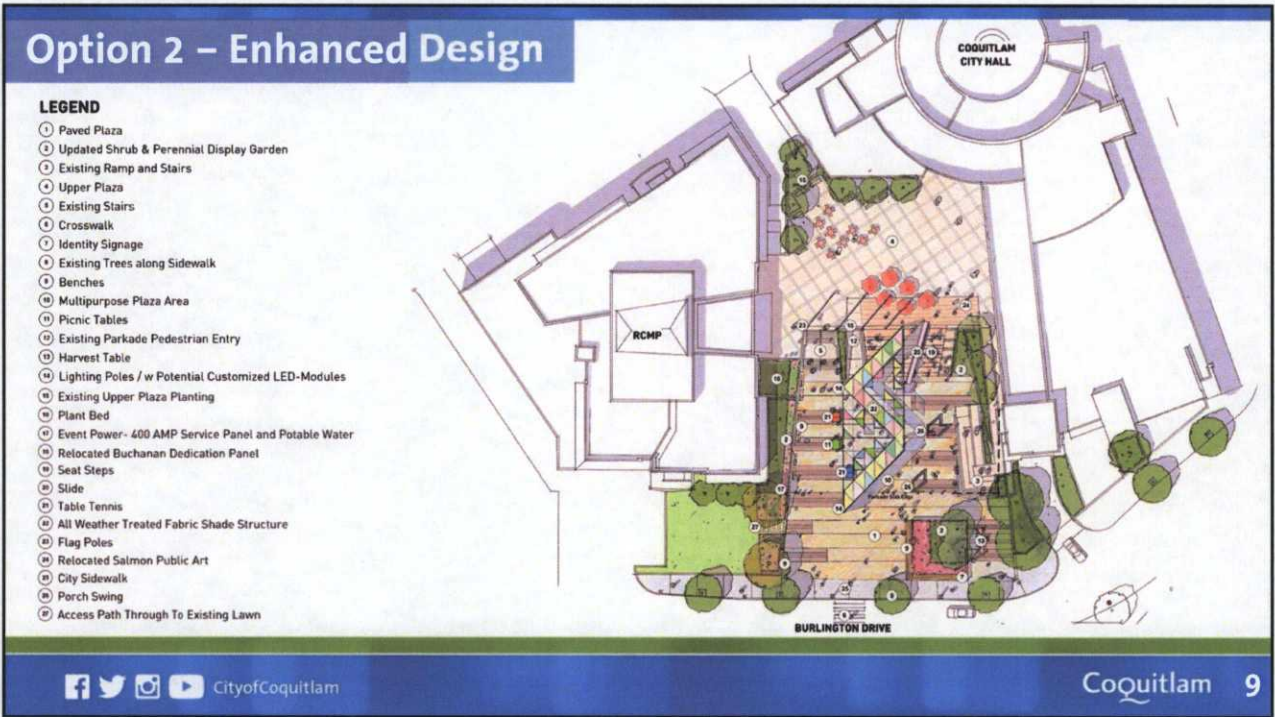 Option 2 – Enhanced Design
LEGEND
1 Paved Plaza
2 Updated Shrub & Perennial Display Garden
3 Existing Ramp and Stairs
4 Upper Plaza
5 Existing Stairs
6 Crosswalk
7 Identity Signage
8 Existing Trees along Sidewalk
9 Benches
10 Multipurpose Plaza Area
11 Picnic Tables
12 Existing Parkade Pedestrian Entry
13 Harvest Table
14 Lighting Poles / w Potential Customized LED-Modules
15 Existing Upper Plaza Planting
16 Plant Bed
17 Event Power- 400 AMP Service Panel and Potable Water
18 Relocated Buchanan Dedication Panel
19 Seat Steps
20 Slide
21 Table Tennis
22 All Weather Treated Fabric Shade Structure
23 Flag Poles
24 Relocated Salmon Public Art
25 City Sidewalk
26 Porch Swing
27 Access Path Through To Existing Lawn
COQUITLAM
CITY HALL
RCMP
BURLINGTON DRIVE
CityofCoquitlam
Coquitlam 9